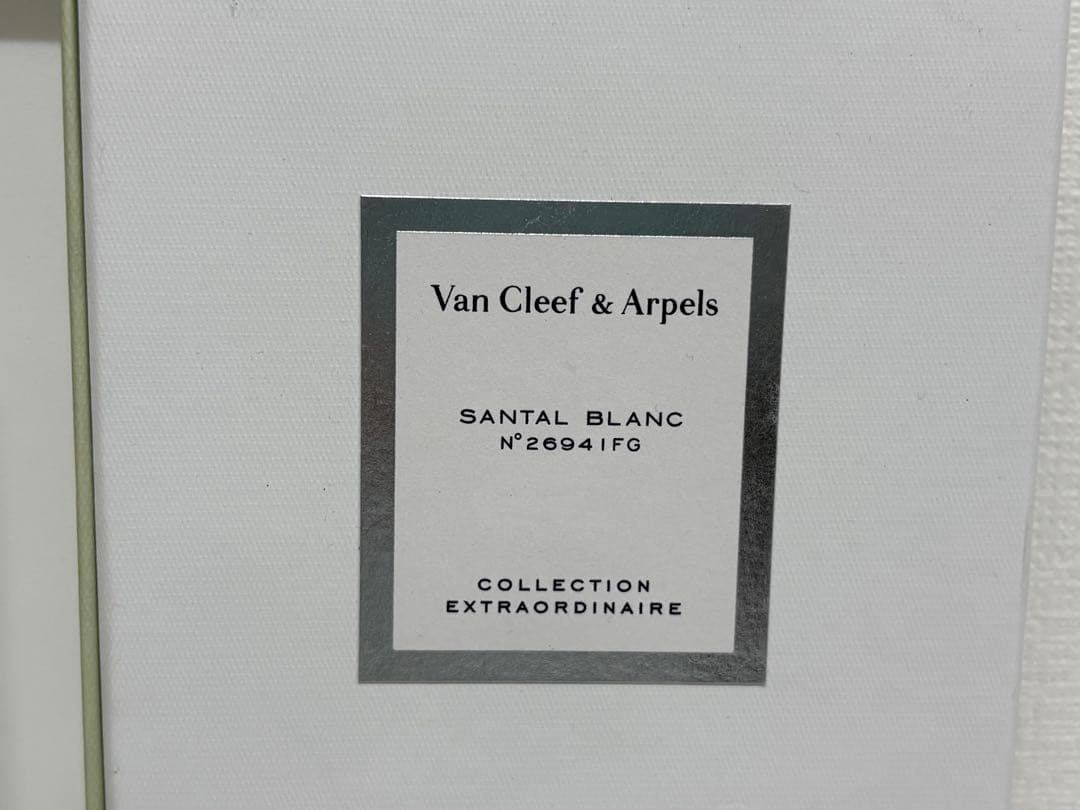 Van Cleef & Arpels
SANTAL BLANC
N°26941FG
COLLECTION
EXTRAORDINAIRE